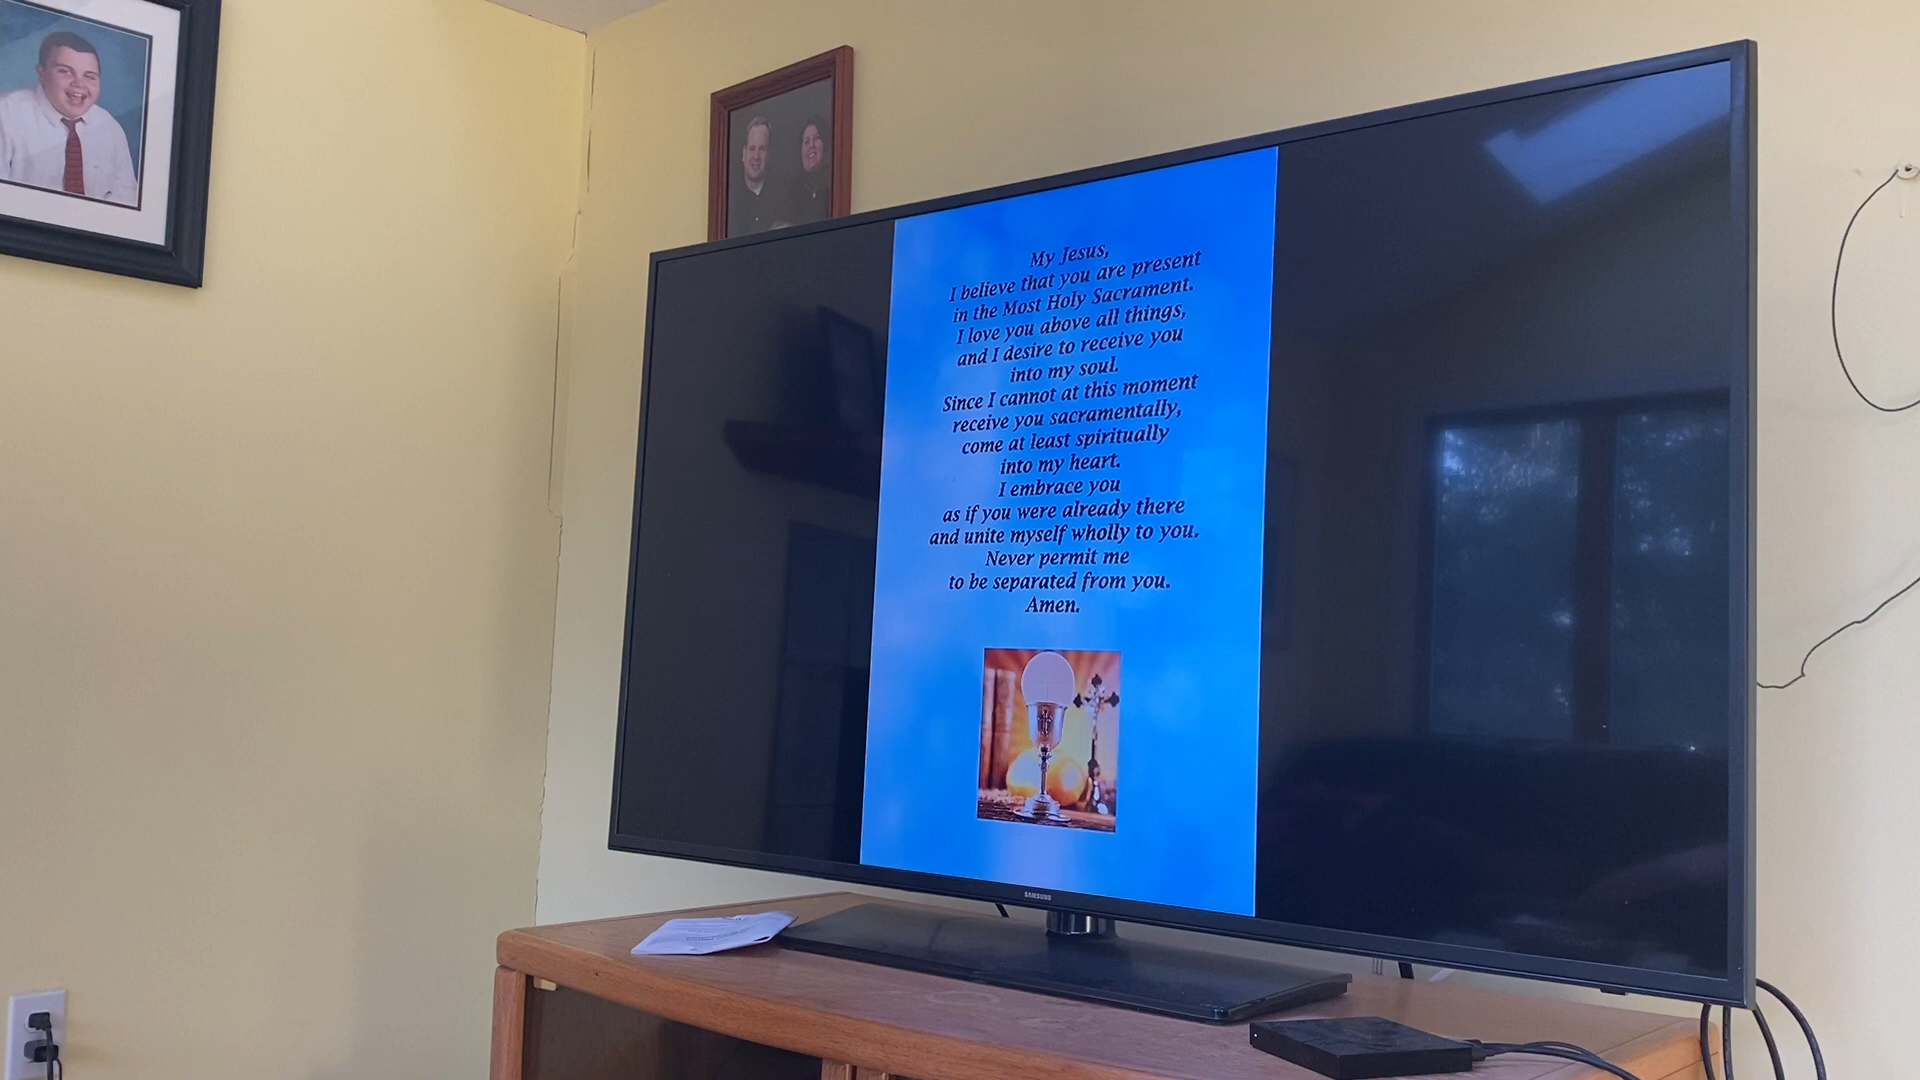 My Jesus,
I believe that you are present
in the Most Holy Sacrament.
I love you above all things,
and I desire to receive you
into my soul.
Since I cannot at this moment
receive you sacramentally,
come at least spiritually
into my heart.
I embrace you
as if you were already there
and unite myself wholly to you.
Never permit me
to be separated from you.
Amen.
SAMSUNG